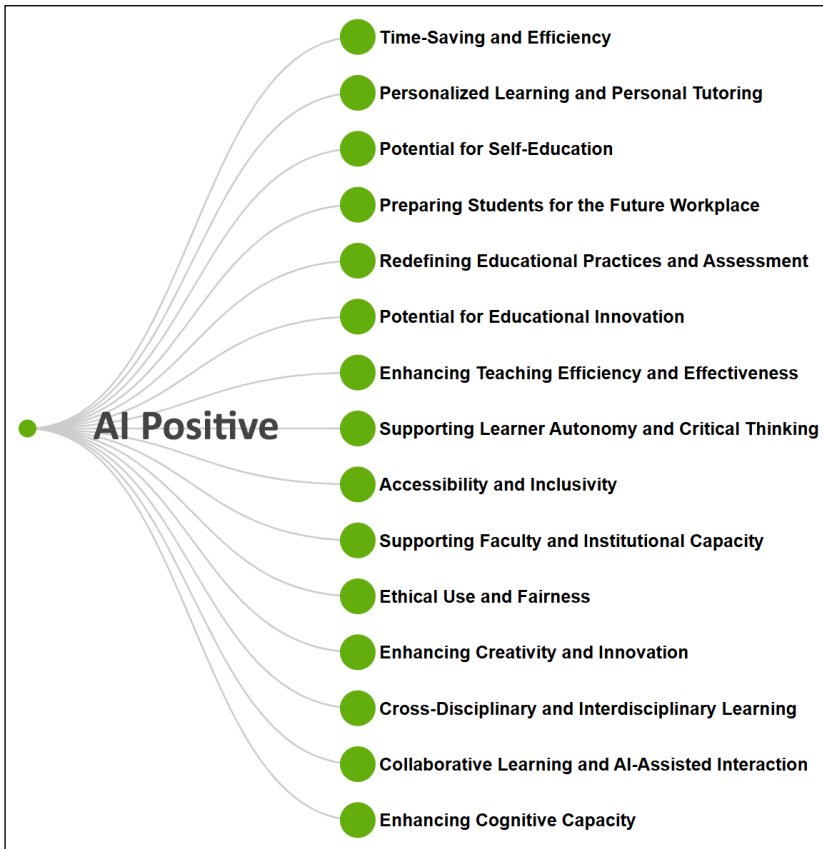 Time-Saving and Efficiency
Personalized Learning and Personal Tutoring
Potential for Self-Education
Preparing Students for the Future Workplace
Redefining Educational Practices and Assessment
Potential for Educational Innovation
Enhancing Teaching Efficiency and Effectiveness
AI Positive
Supporting Learner Autonomy and Critical Thinking
Accessibility and Inclusivity
Supporting Faculty and Institutional Capacity
Ethical Use and Fairness
Enhancing Creativity and Innovation
Cross-Disciplinary and Interdisciplinary Learning
Collaborative Learning and AI-Assisted Interaction
Enhancing Cognitive Capacity